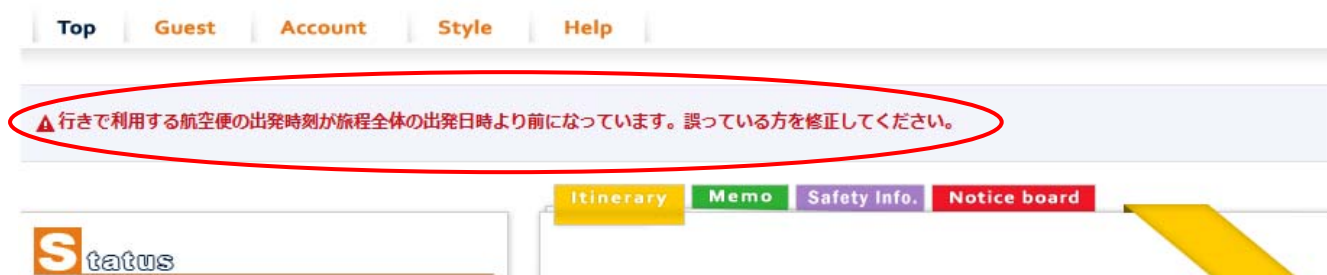 Top Guest Account Style Help
行きで利用する航空便の出発時刻が旅程全体の出発日時より前になっています。誤っている方を修正してください。
Itinerary Memo Safety Info. Notice board
Status